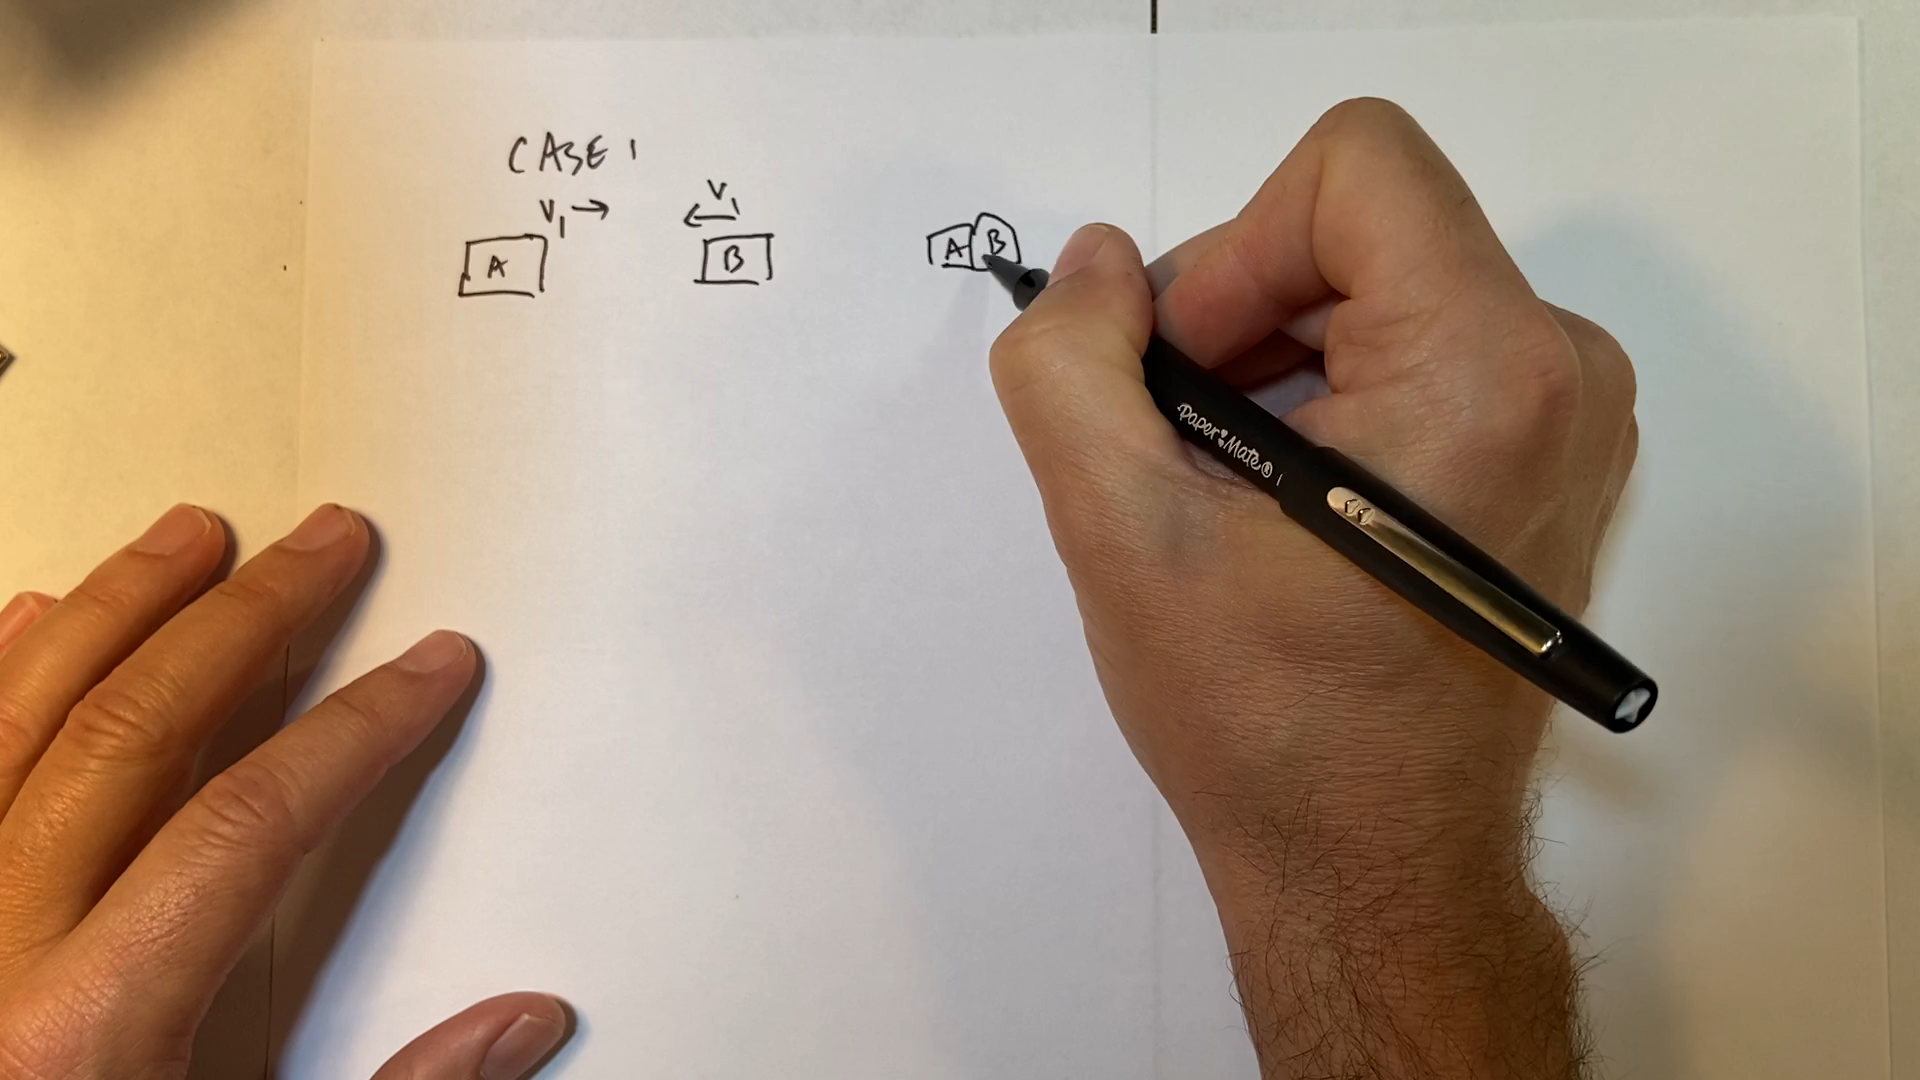 CASE 1
V₁ → ← V₁
A B A B
Paper Mate®